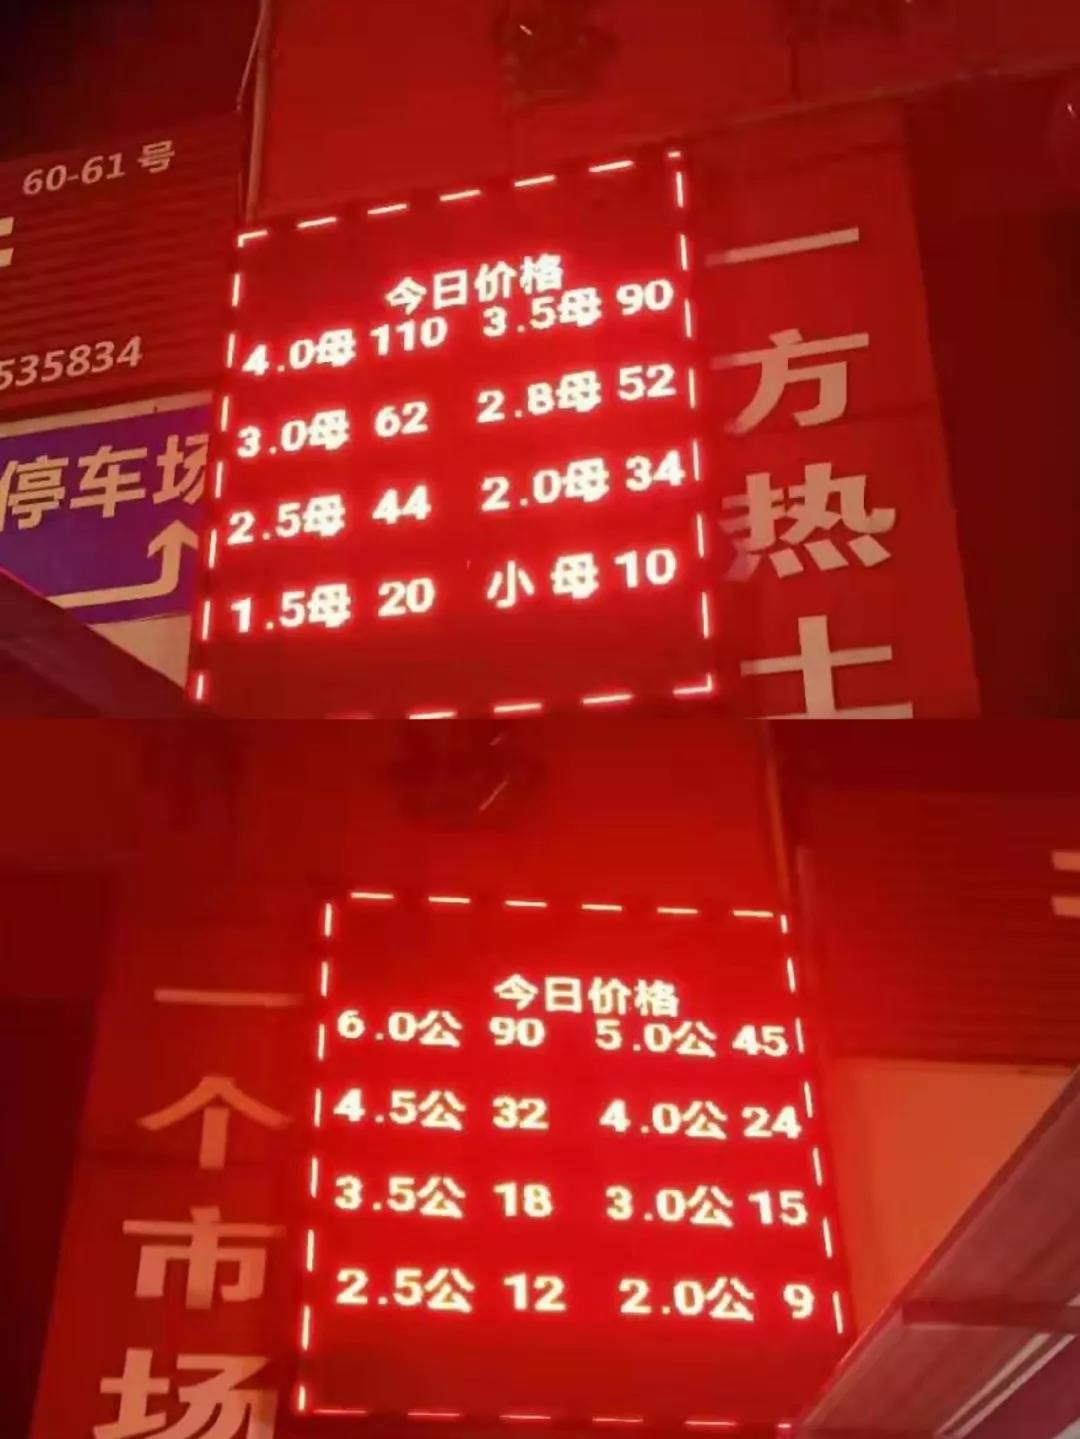 60-61 号
535834
停车场
今日价格
4.0母 110 3.5母 90
3.0母 62 2.8母 52
2.5母 44 2.0母 34
1.5母 20 小 母 10
一方热土
今日价格
6.0公 90 5.0公 45
4.5公 32 4.0公 24
3.5公 18 3.0公 15
2.5公 12 2.0公 9
一个市场